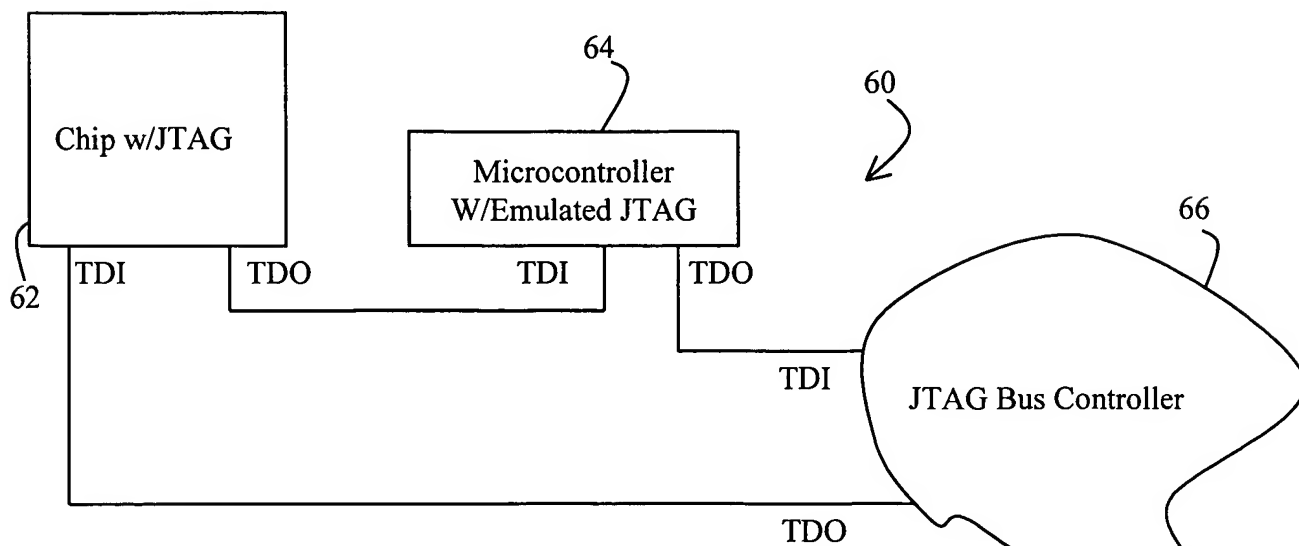 64
60
Chip w/JTAG
Microcontroller
W/Emulated JTAG
66
62
TDI
TDO
TDI
TDO
TDI
JTAG Bus Controller
TDO